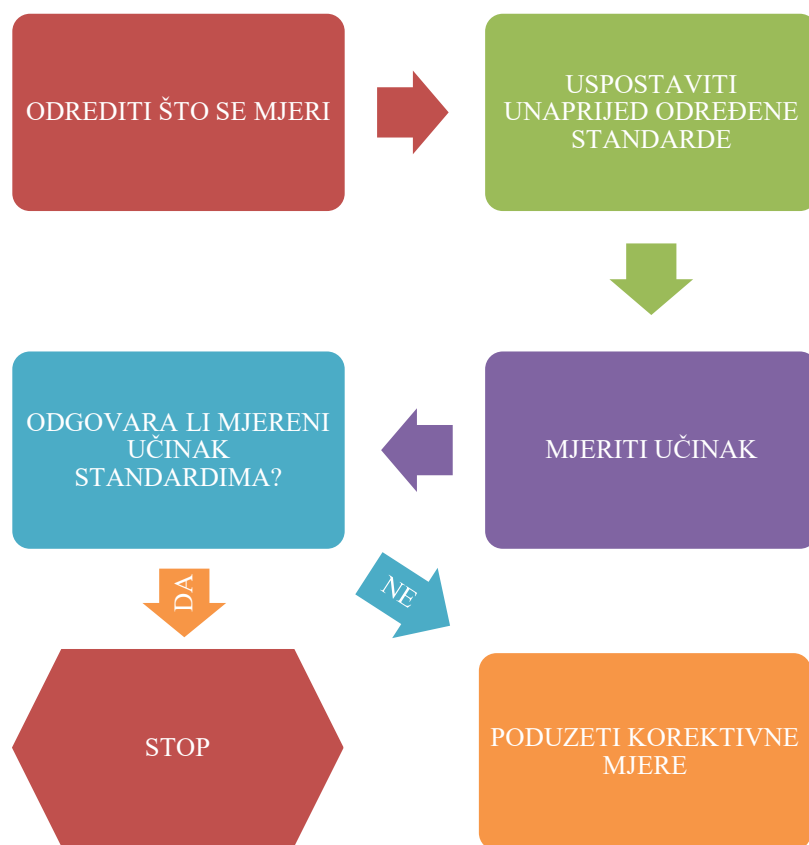 ODREDITI ŠTO SE MJERI
USPOSTAVITI
UNAPRIJED ODREĐENE
STANDARDE
MJERITI UČINAK
ODGOVARA LI MJERENI
UČINAK
STANDARDIMA?
DA
NE
STOP
PODUZETI KOREKTIVNE
MJERE